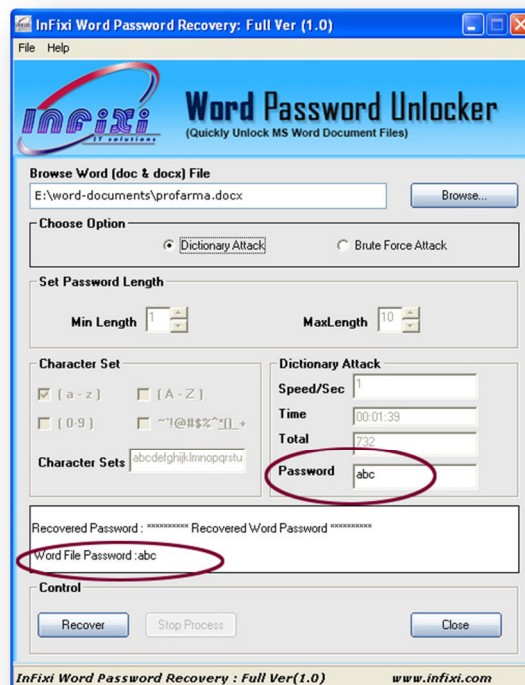 InFixi Word Password Recovery: Full Ver (1.0)
File Help
INFiXi
IT solutions
Word Password Unlocker
(Quickly Unlock MS Word Document Files)
Browse Word (doc & docx) File
E:\word-documents\profarma.docx Browse...
Choose Option
Dictionary Attack Brute Force Attack
Set Password Length
Min Length 1 MaxLength 10
Character Set
( a - z ) ( A - Z )
( 0-9 ) ~`!@#$%^*()_+
Character Sets abcdefghijklmnopqrstu
Dictionary Attack
Speed/Sec 1
Time 00:01:39
Total 732
Password abc
Recovered Password : ********** Recovered Word Password **********
Word File Password :abc
Control
Recover Stop Process Close
InFixi Word Password Recovery : Full Ver(1.0) www.infixi.com